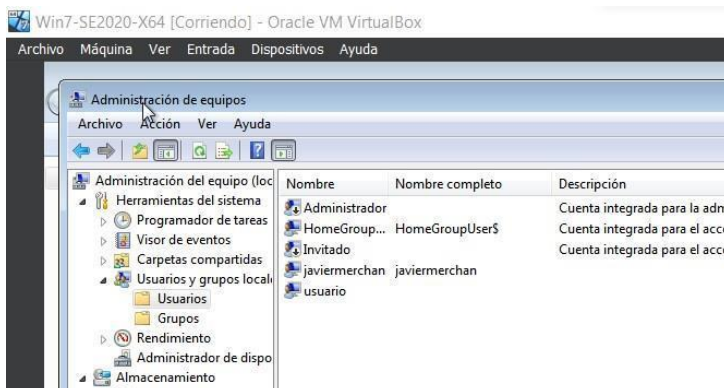 Win7-SE2020-X64 [Corriendo] - Oracle VM VirtualBox
Archivo Máquina Ver Entrada Dispositivos Ayuda
Administración de equipos
Archivo Acción Ver Ayuda
Administración del equipo (loc
Herramientas del sistema
Programador de tareas
Visor de eventos
Carpetas compartidas
Usuarios y grupos local
Usuarios
Grupos
Rendimiento
Administrador de dispo
Almacenamiento
Nombre Nombre completo Descripción
Administrador Cuenta integrada para la adm
HomeGroup... HomeGroupUser$ Cuenta integrada para el acce
Invitado Cuenta integrada para el acce
javiermerchan javiermerchan
usuario